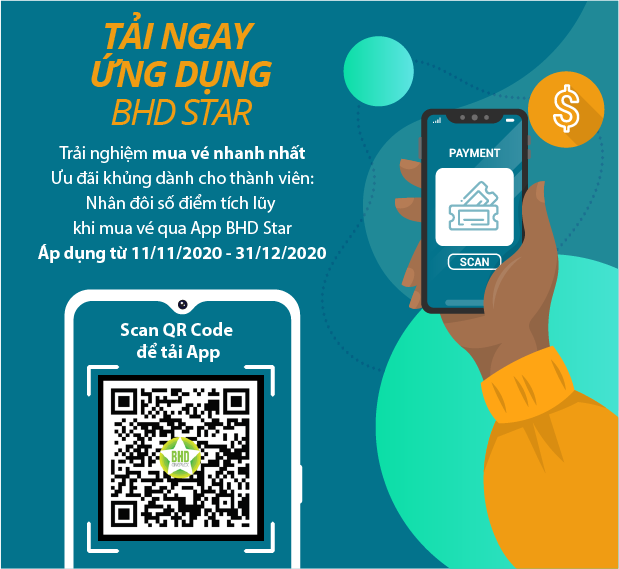 TẢI NGAY
ỨNG DỤNG
BHD STAR
Trải nghiệm mua vé nhanh nhất
Ưu đãi khủng dành cho thành viên:
Nhân đôi số điểm tích lũy
khi mua vé qua App BHD Star
Áp dụng từ 11/11/2020 - 31/12/2020
$
PAYMENT
SCAN
Scan QR Code
để tải App
BHD